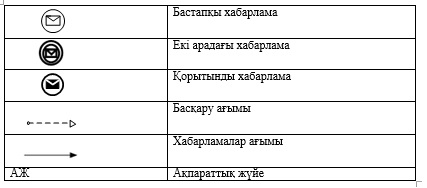 Бастапқы хабарлама
Екі арадағы хабарлама
Қорытынды хабарлама
Басқару ағымы
Хабарламалар ағымы
АЖ Ақпараттық жүйе